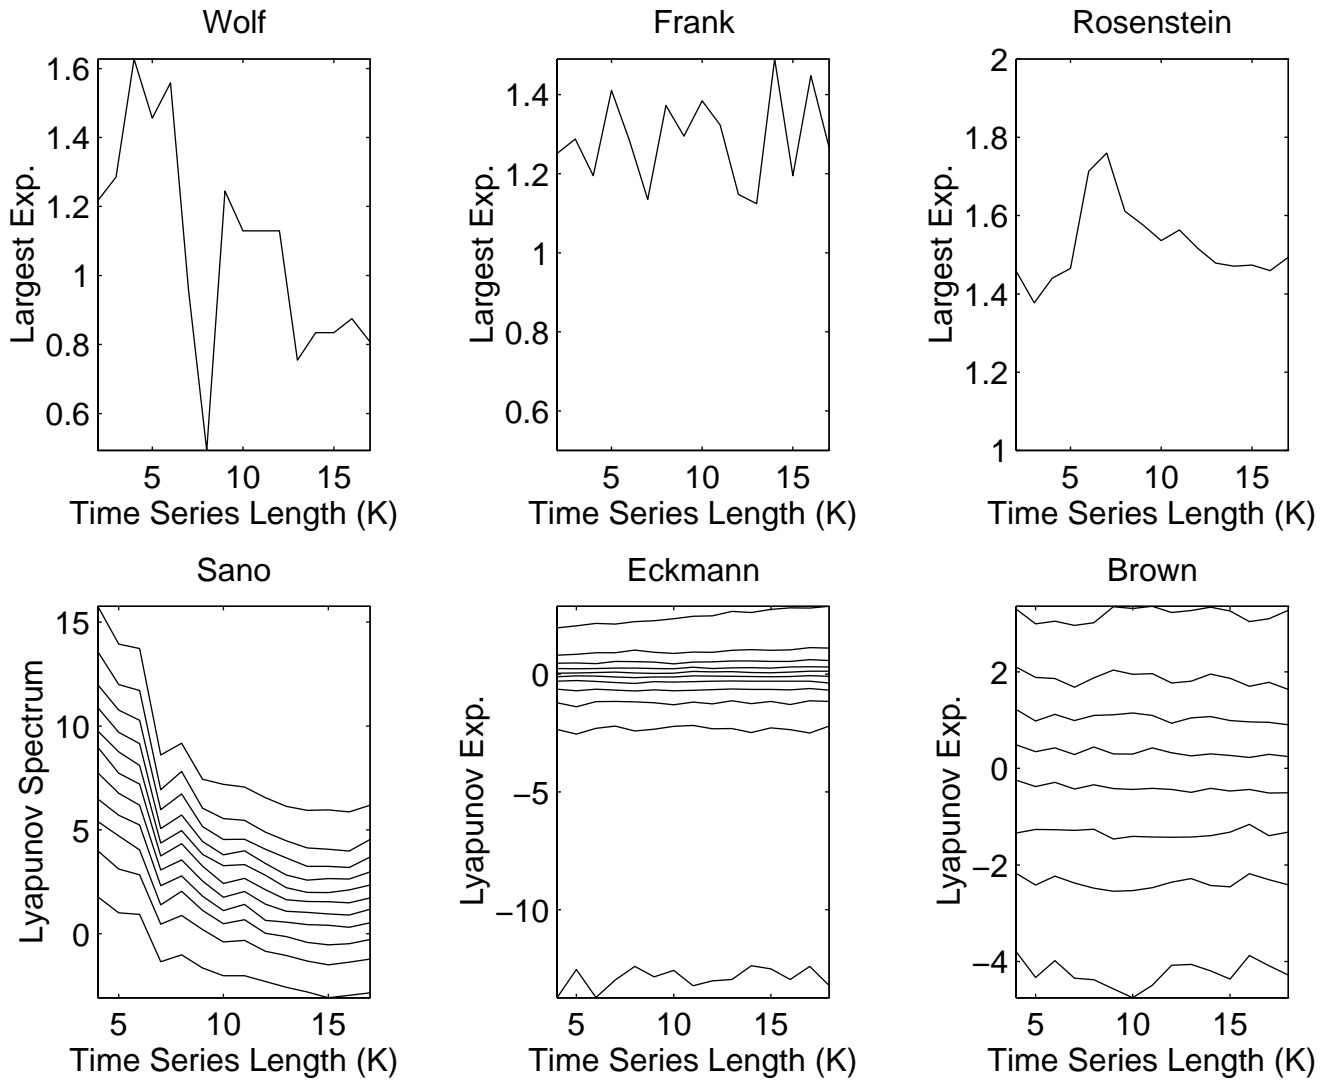 Wolf
Frank
Rosenstein
Largest Exp.
1.6
1.4
1.2
1
0.8
0.6
5 10 15
Time Series Length (K)
Largest Exp.
1.4
1.2
1
0.8
0.6
5 10 15
Time Series Length (K)
Largest Exp.
2
1.8
1.6
1.4
1.2
1
5 10 15
Time Series Length (K)
Sano
Eckmann
Brown
Lyapunov Spectrum
15
10
5
0
5 10 15
Time Series Length (K)
Lyapunov Exp.
0
−5
−10
5 10 15
Time Series Length (K)
Lyapunov Exp.
2
0
−2
−4
5 10 15
Time Series Length (K)